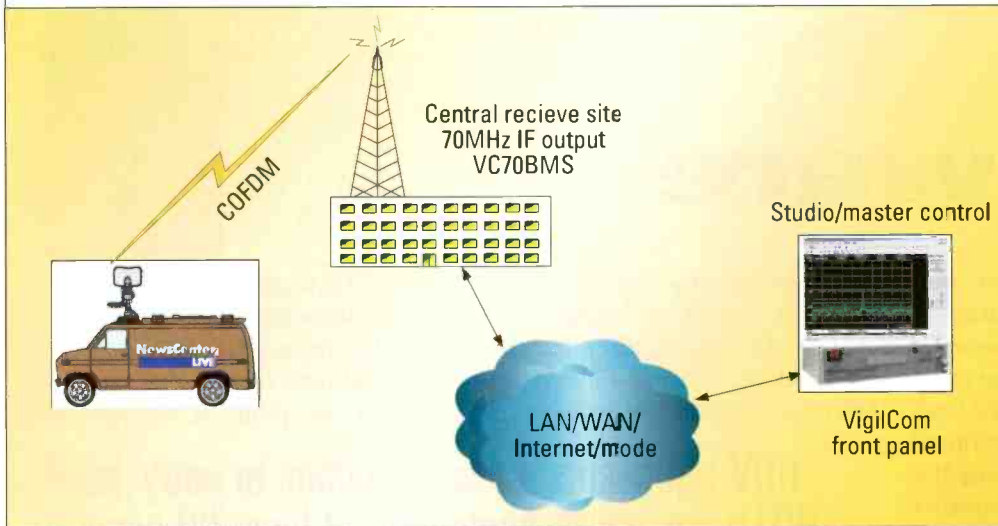 COFDM
Central recieve site
70MHz IF output
VC70BMS
NewsCenter
LIVE
LAN/WAN/
Internet/mode
Studio/master control
VigilCom
front panel